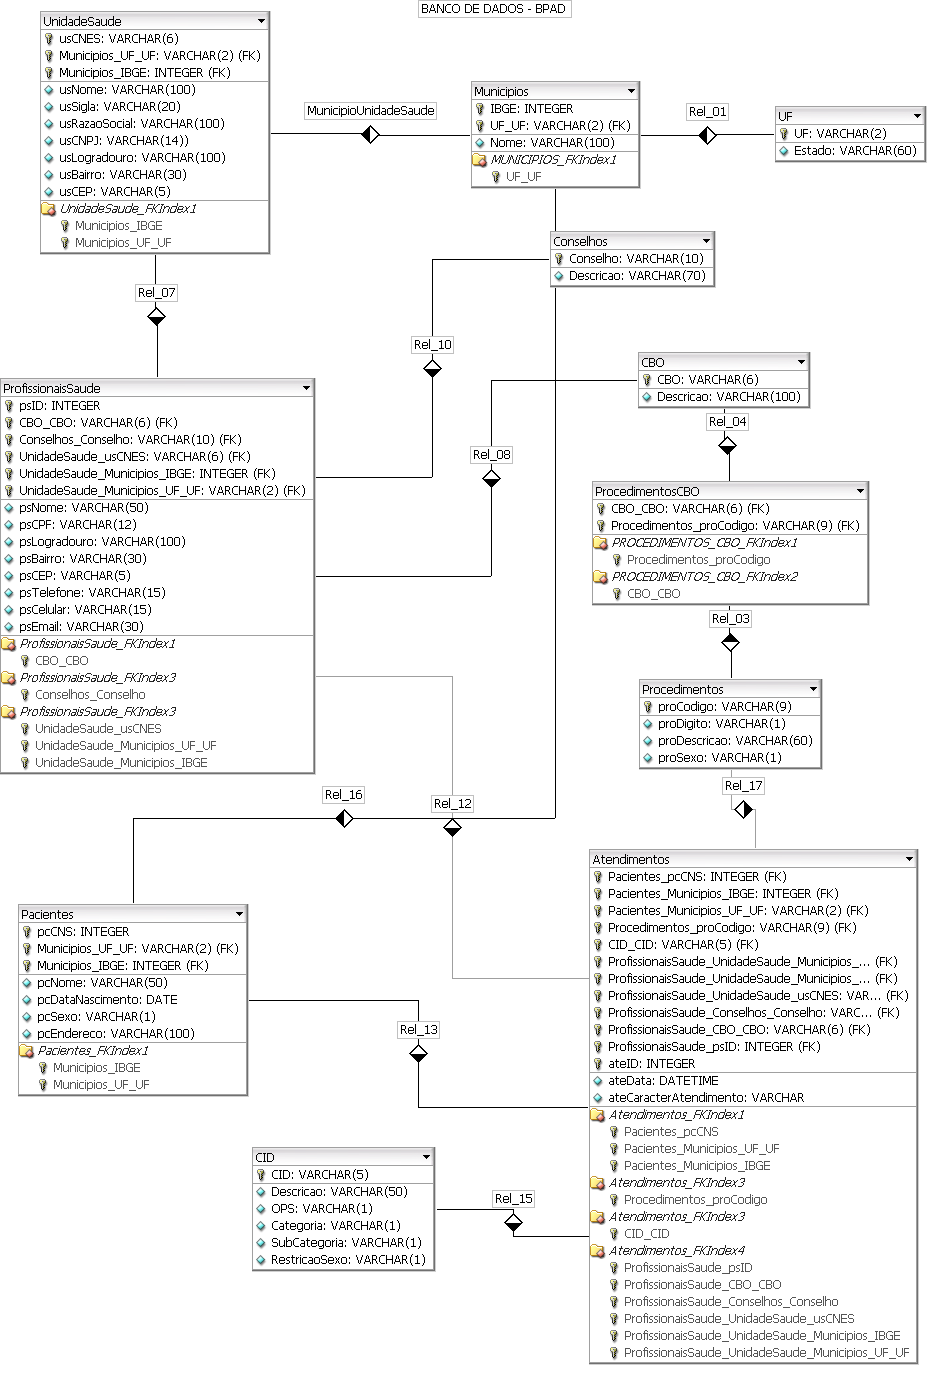 BANCO DE DADOS - BPAD
UnidadeSaude
usCNES: VARCHAR(6)
Municipios_UF_UF: VARCHAR(2) (FK)
Municipios_IBGE: INTEGER (FK)
usNome: VARCHAR(100)
usSigla: VARCHAR(20)
usRazaoSocial: VARCHAR(100)
usCNPJ: VARCHAR(14))
usLogradouro: VARCHAR(100)
usBairro: VARCHAR(30)
usCEP: VARCHAR(5)
UnidadeSaude_FKIndex1
Municipios_IBGE
Municipios_UF_UF
MunicipioUnidadeSaude
Municipios
IBGE: INTEGER
UF_UF: VARCHAR(2) (FK)
Nome: VARCHAR(100)
MUNICIPIOS_FKIndex1
UF_UF
Rel_01
UF
UF: VARCHAR(2)
Estado: VARCHAR(60)
Conselhos
Conselho: VARCHAR(10)
Descricao: VARCHAR(70)
Rel_07
Rel_10
CBO
CBO: VARCHAR(6)
Descricao: VARCHAR(100)
Rel_04
Rel_08
ProfissionaisSaude
psID: INTEGER
CBO_CBO: VARCHAR(6) (FK)
Conselhos_Conselho: VARCHAR(10) (FK)
UnidadeSaude_usCNES: VARCHAR(6) (FK)
UnidadeSaude_Municipios_IBGE: INTEGER (FK)
UnidadeSaude_Municipios_UF_UF: VARCHAR(2) (FK)
psNome: VARCHAR(50)
psCPF: VARCHAR(12)
psLogradouro: VARCHAR(100)
psBairro: VARCHAR(30)
psCEP: VARCHAR(5)
psTelefone: VARCHAR(15)
psCelular: VARCHAR(15)
psEmail: VARCHAR(30)
ProfissionaisSaude_FKIndex1
CBO_CBO
ProfissionaisSaude_FKIndex3
Conselhos_Conselho
ProfissionaisSaude_FKIndex3
UnidadeSaude_usCNES
UnidadeSaude_Municipios_UF_UF
UnidadeSaude_Municipios_IBGE
ProcedimentosCBO
CBO_CBO: VARCHAR(6) (FK)
Procedimentos_proCodigo: VARCHAR(9) (FK)
PROCEDIMENTOS_CBO_FKIndex1
Procedimentos_proCodigo
PROCEDIMENTOS_CBO_FKIndex2
CBO_CBO
Rel_03
Procedimentos
proCodigo: VARCHAR(9)
proDigito: VARCHAR(1)
proDescricao: VARCHAR(60)
proSexo: VARCHAR(1)
Rel_17
Rel_16
Rel_12
Atendimentos
Pacientes_pcCNS: INTEGER (FK)
Pacientes_Municipios_IBGE: INTEGER (FK)
Pacientes_Municipios_UF_UF: VARCHAR(2) (FK)
Procedimentos_proCodigo: VARCHAR(9) (FK)
CID_CID: VARCHAR(5) (FK)
ProfissionaisSaude_UnidadeSaude_Municipios_... (FK)
ProfissionaisSaude_UnidadeSaude_Municipios_... (FK)
ProfissionaisSaude_UnidadeSaude_usCNES: VAR... (FK)
ProfissionaisSaude_Conselhos_Conselho: VARC... (FK)
ProfissionaisSaude_CBO_CBO: VARCHAR(6) (FK)
ProfissionaisSaude_psID: INTEGER (FK)
ateID: INTEGER
ateData: DATETIME
ateCaracterAtendimento: VARCHAR
Atendimentos_FKIndex1
Pacientes_pcCNS
Pacientes_Municipios_UF_UF
Pacientes_Municipios_IBGE
Atendimentos_FKIndex3
Procedimentos_proCodigo
Atendimentos_FKIndex3
CID_CID
Atendimentos_FKIndex4
ProfissionaisSaude_psID
ProfissionaisSaude_CBO_CBO
ProfissionaisSaude_Conselhos_Conselho
ProfissionaisSaude_UnidadeSaude_usCNES
ProfissionaisSaude_UnidadeSaude_Municipios_IBGE
ProfissionaisSaude_UnidadeSaude_Municipios_UF_UF
Pacientes
pcCNS: INTEGER
Municipios_UF_UF: VARCHAR(2) (FK)
Municipios_IBGE: INTEGER (FK)
pcNome: VARCHAR(50)
pcDataNascimento: DATE
pcSexo: VARCHAR(1)
pcEndereco: VARCHAR(100)
Pacientes_FKIndex1
Municipios_IBGE
Municipios_UF_UF
Rel_13
CID
CID: VARCHAR(5)
Descricao: VARCHAR(50)
OPS: VARCHAR(1)
Categoria: VARCHAR(1)
SubCategoria: VARCHAR(1)
RestricaoSexo: VARCHAR(1)
Rel_15